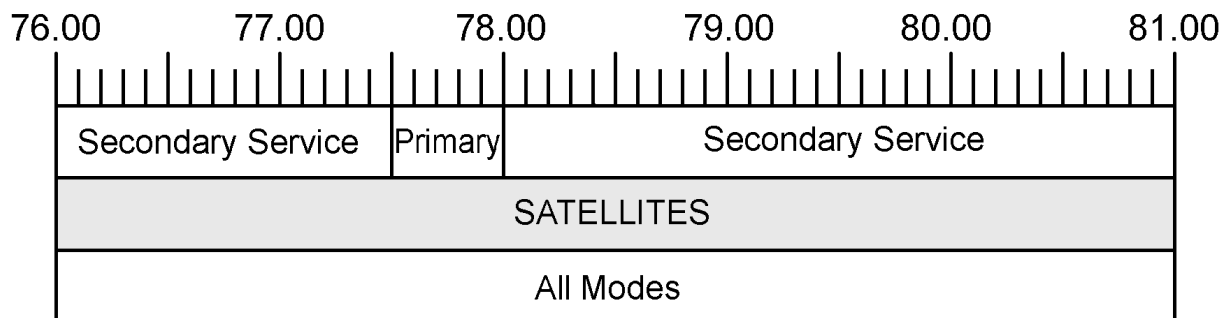 76.00 77.00 78.00 79.00 80.00 81.00
Secondary Service Primary Secondary Service
SATELLITES
All Modes